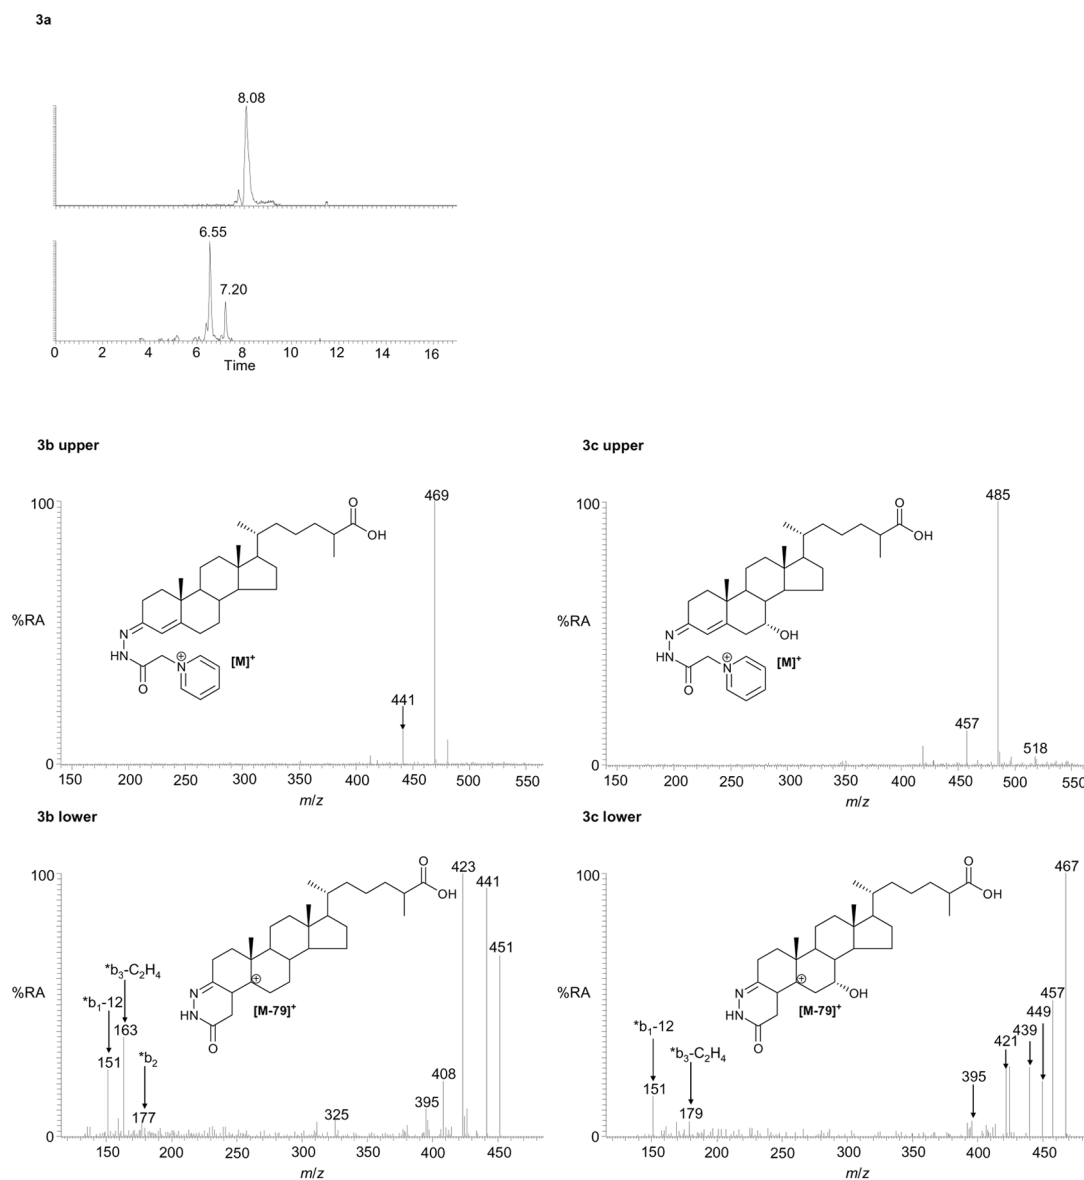 3a
8.08
6.55
7.20
0 2 4 6 8 10 12 14 16
Time
3b upper
100
%RA
0
469
441
O
OH
N
HN
O
N
⊕
[M]⁺
150 200 250 300 350 400 450 500 550
m/z
3c upper
100
%RA
0
485
457
518
O
OH
OH
N
HN
O
N
⊕
[M]⁺
150 200 250 300 350 400 450 500 550
m/z
3b lower
100
%RA
0
423
441
451
*b₃-C₂H₄
*b₁-12
163
151
*b₂
177
325
395
408
O
OH
N
HN
O
⊕
[M-79]⁺
150 200 250 300 350 400 450
m/z
3c lower
100
%RA
0
467
457
449
439
421
395
*b₁-12
*b₃-C₂H₄
151
179
O
OH
OH
N
HN
O
⊕
[M-79]⁺
150 200 250 300 350 400 450
m/z